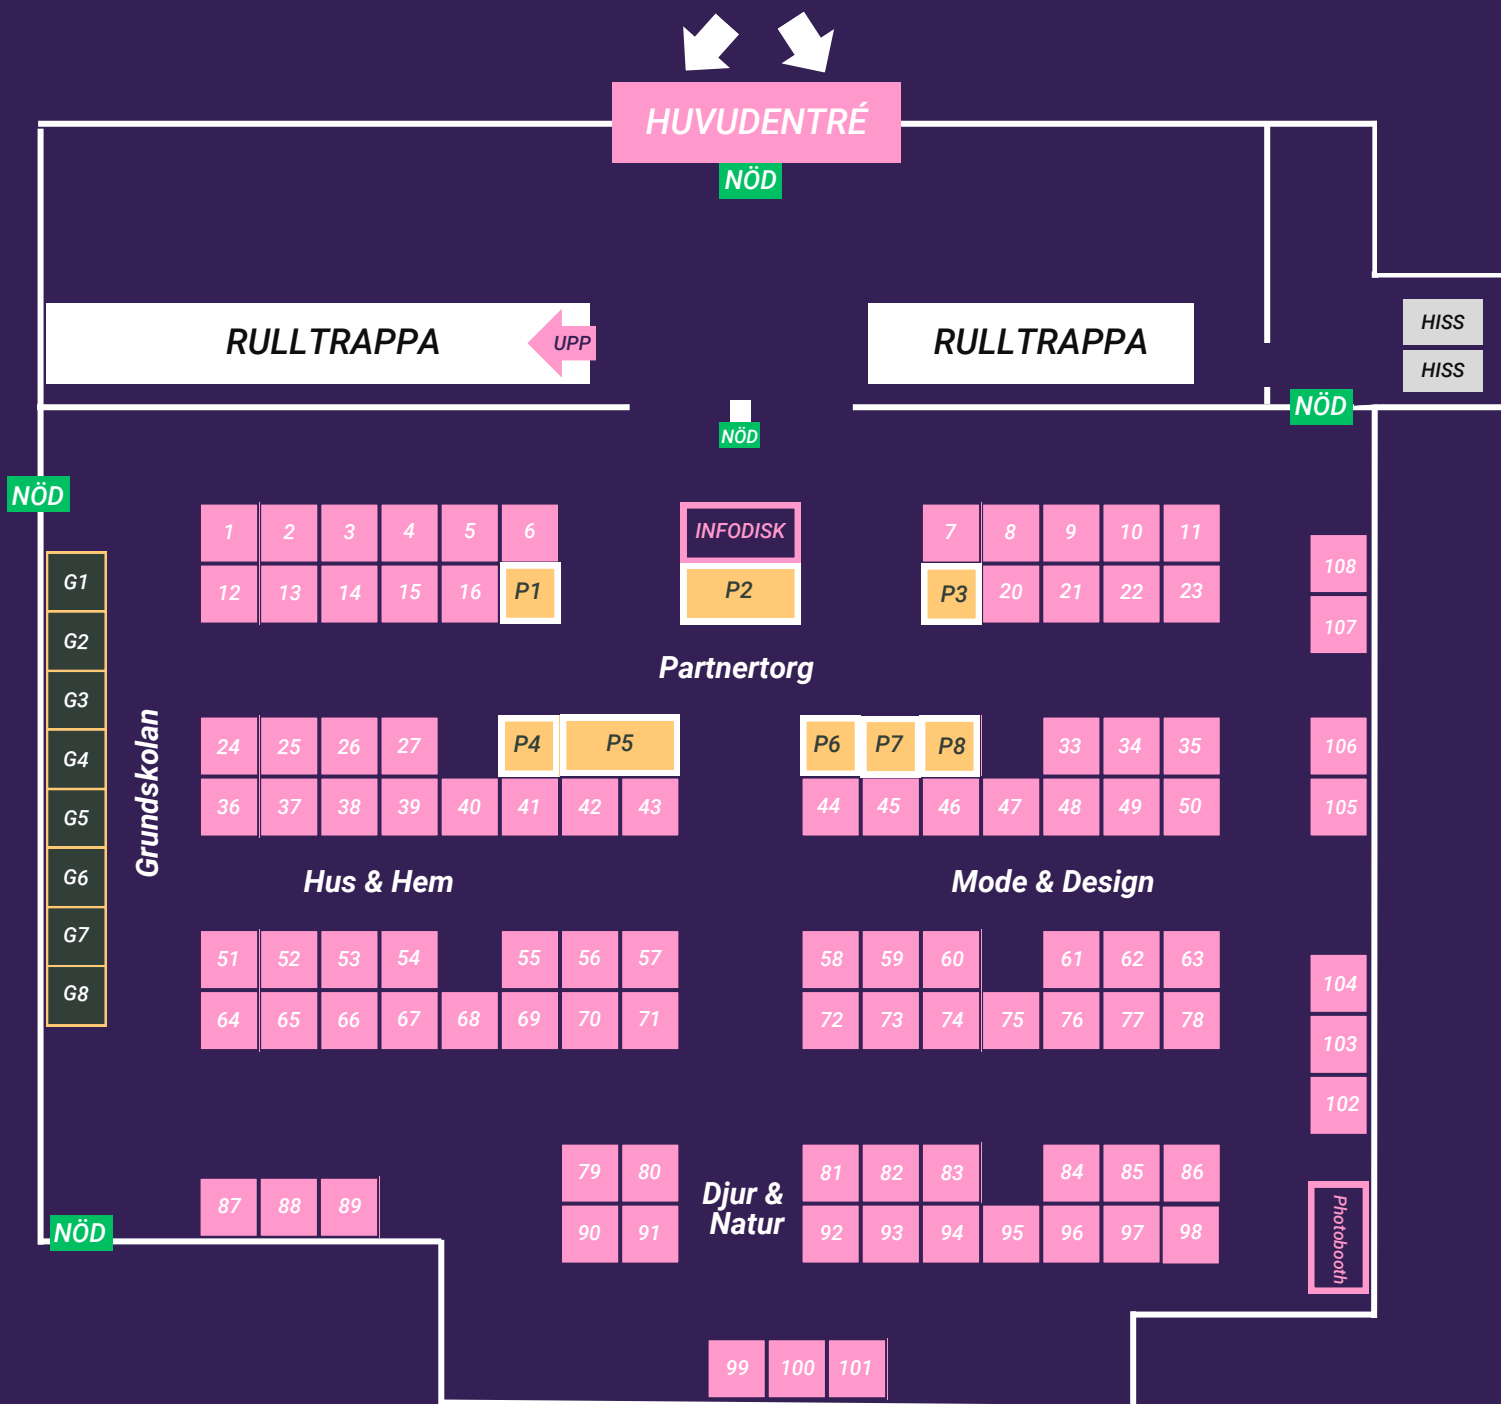 HUVUDENTRÉ
NÖD
RULLTRAPPA
UPP
RULLTRAPPA
HISS
HISS
NÖD
NÖD
NÖD
1 2 3 4 5 6
INFODISK
7 8 9 10 11
12 13 14 15 16 P1
P2
P3 20 21 22 23
108
107
G1
G2
G3
G4
G5
G6
G7
G8
Grundskolan
Partnertorg
24 25 26 27 P4 P5
P6 P7 P8 33 34 35
106
36 37 38 39 40 41 42 43
44 45 46 47 48 49 50
105
Hus & Hem
Mode & Design
51 52 53 54 55 56 57
58 59 60 61 62 63
64 65 66 67 68 69 70 71
72 73 74 75 76 77 78
104
103
102
79 80
81 82 83 84 85 86
87 88 89
Djur &
Natur
90 91
92 93 94 95 96 97 98
Photobooth
NÖD
99 100 101